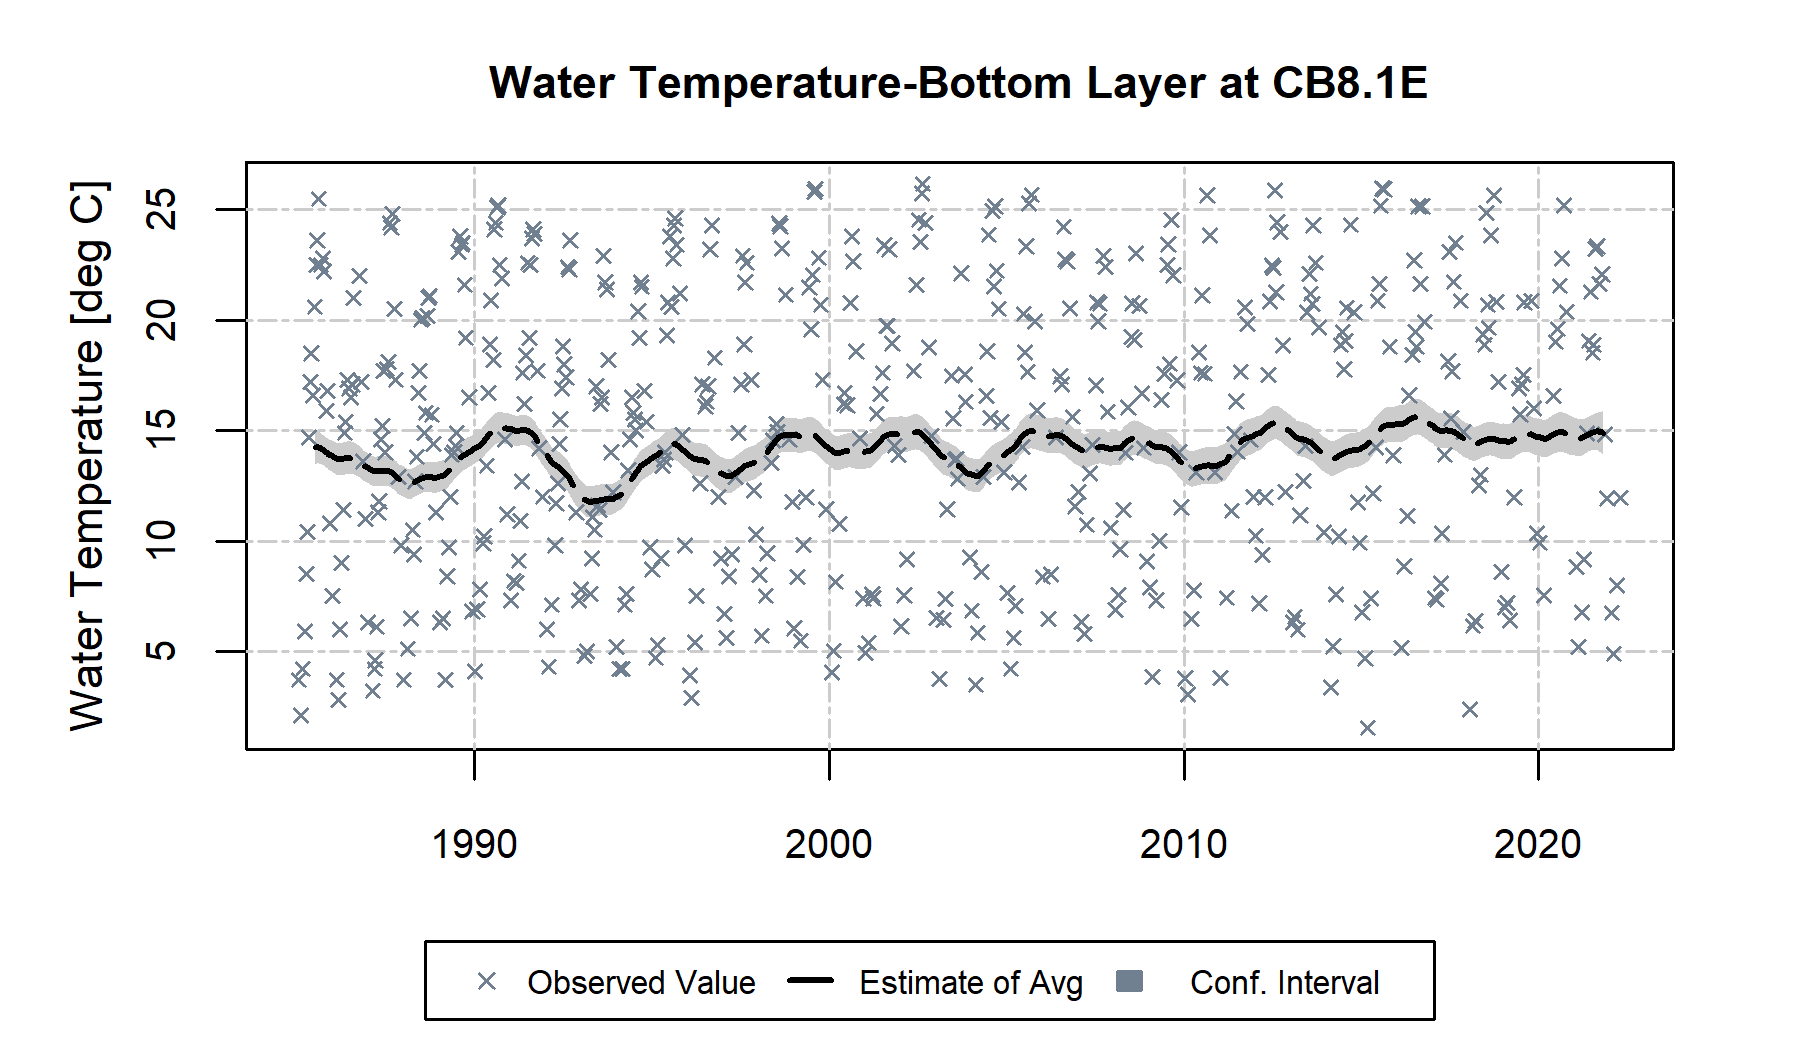 Water Temperature-Bottom Layer at CB8.1E
Water Temperature [deg C]
25
20
15
10
5
1990 2000 2010 2020
Observed Value Estimate of Avg Conf. Interval